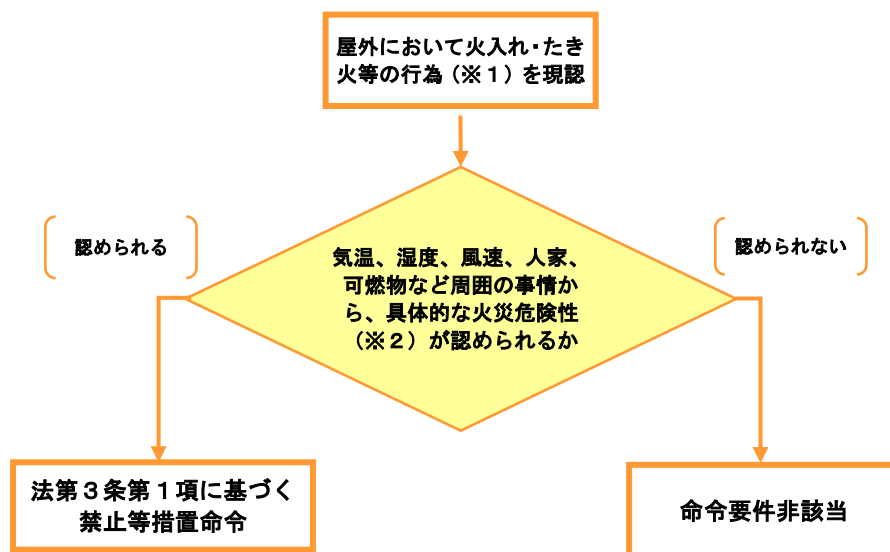 屋外において火入れ・たき
火等の行為（※１）を現認
認められる
認められない
気温、湿度、風速、人家、
可燃物など周囲の事情か
ら、具体的な火災危険性
（※２）が認められるか
法第３条第１項に基づく
禁止等措置命令
命令要件非該当